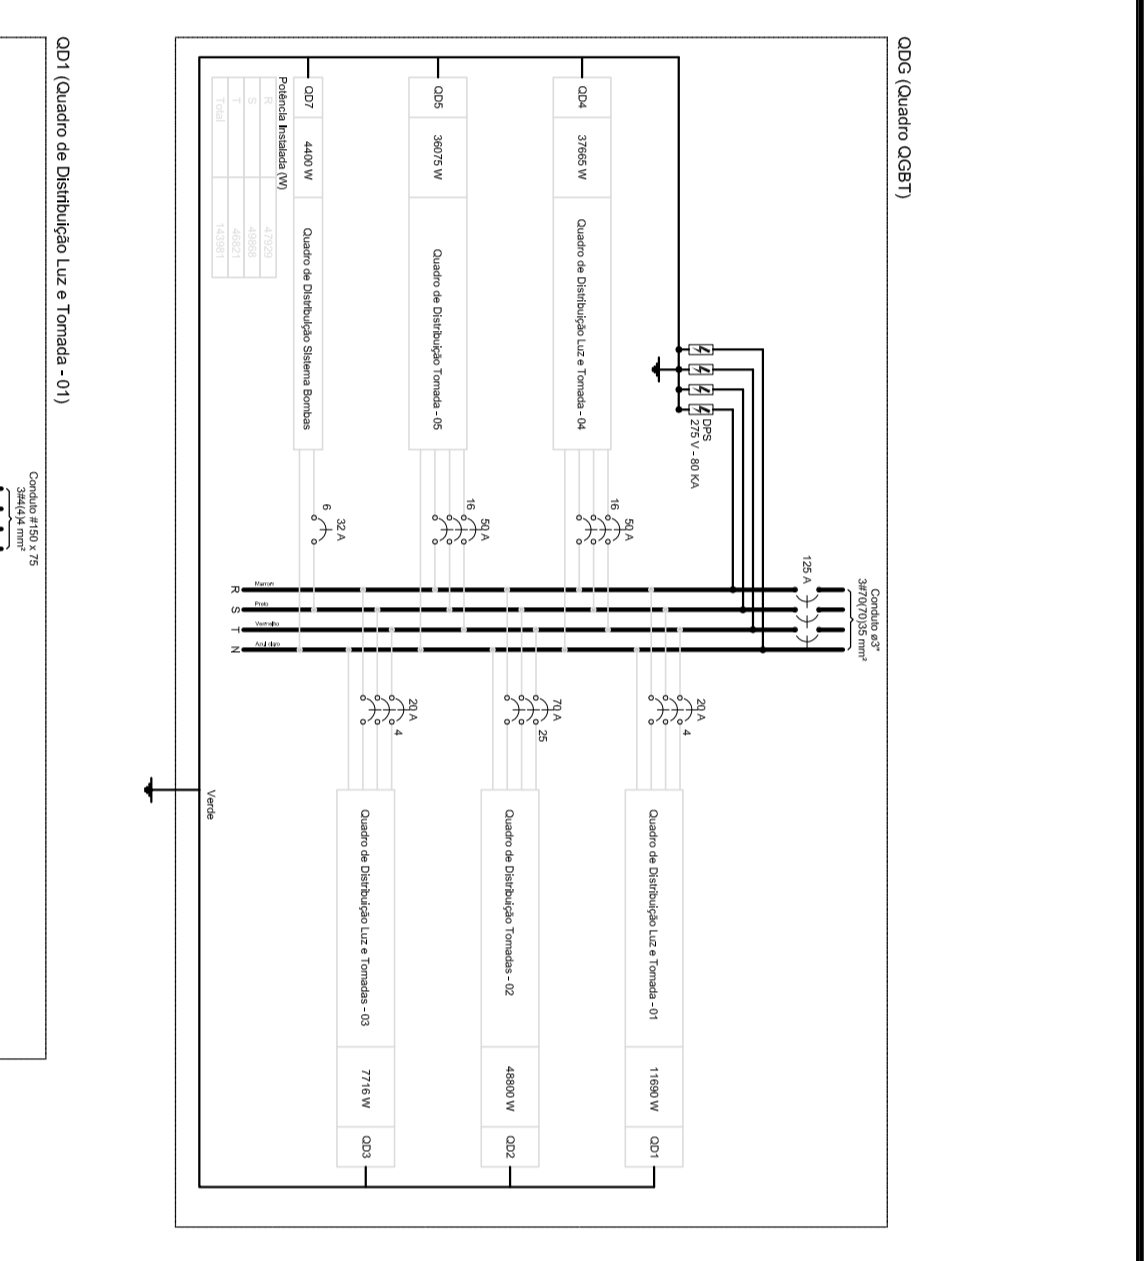 QDG (Quadro QGBT)
Conduto ø3"
3#70(70)35 mm²
125 A
DPS
275 V - 80 KA
QD4
37665 W
Quadro de Distribuição Luz e Tomada - 04
16
50 A
20 A
4
Quadro de Distribuição Luz e Tomada - 01
11690 W
QD1
QD5
36075 W
Quadro de Distribuição Tomada - 05
16
50 A
70 A
25
Quadro de Distribuição Tomadas - 02
48800 W
QD2
QD7
4400 W
Quadro de Distribuição Sistema Bombas
6
32 A
20 A
4
Quadro de Distribuição Luz e Tomadas - 03
7716 W
QD3
Marrom
Preto
Vermelho
Azul claro
R
S
T
N
Potência Instalada (W)
R 47929
S 49868
T 46821
Total 143981
Verde
QD1 (Quadro de Distribuição Luz e Tomada - 01)
Conduto #150 x 75
3#4(4)4 mm²